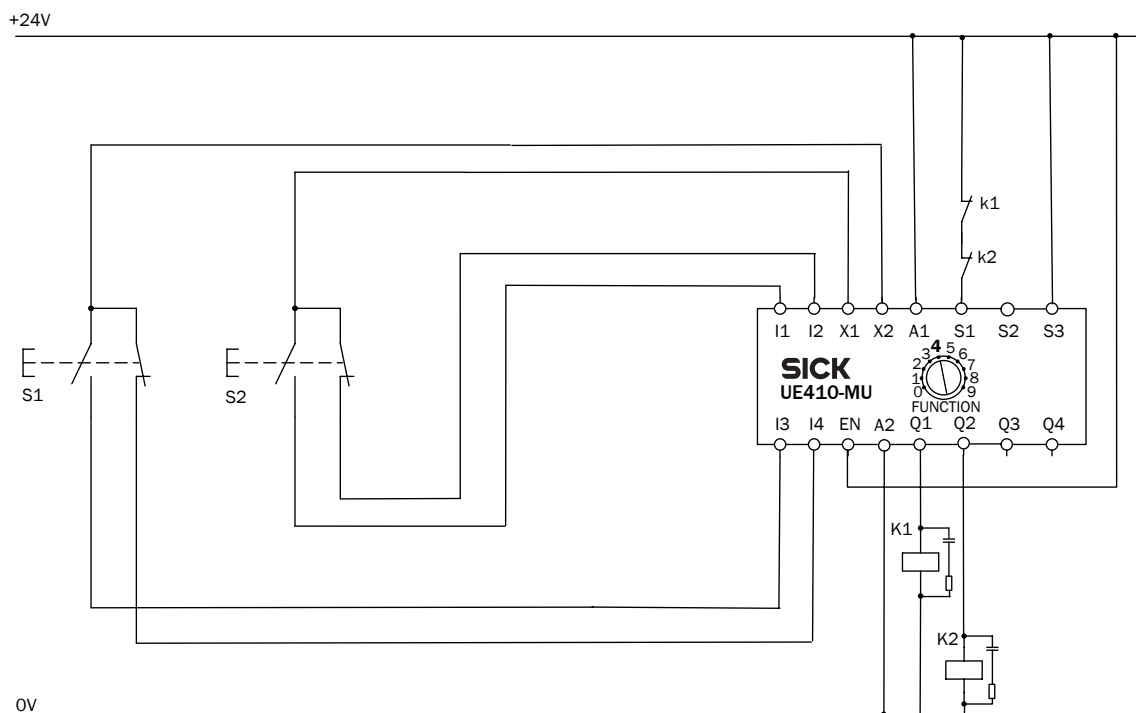 +24V
k1
k2
I1 I2 X1 X2 A1 S1 S2 S3
SICK
UE410-MU
0 1 2 3 4 5 6 7 8 9
FUNCTION
S1
S2
I3 I4 EN A2 Q1 Q2 Q3 Q4
K1
K2
0V